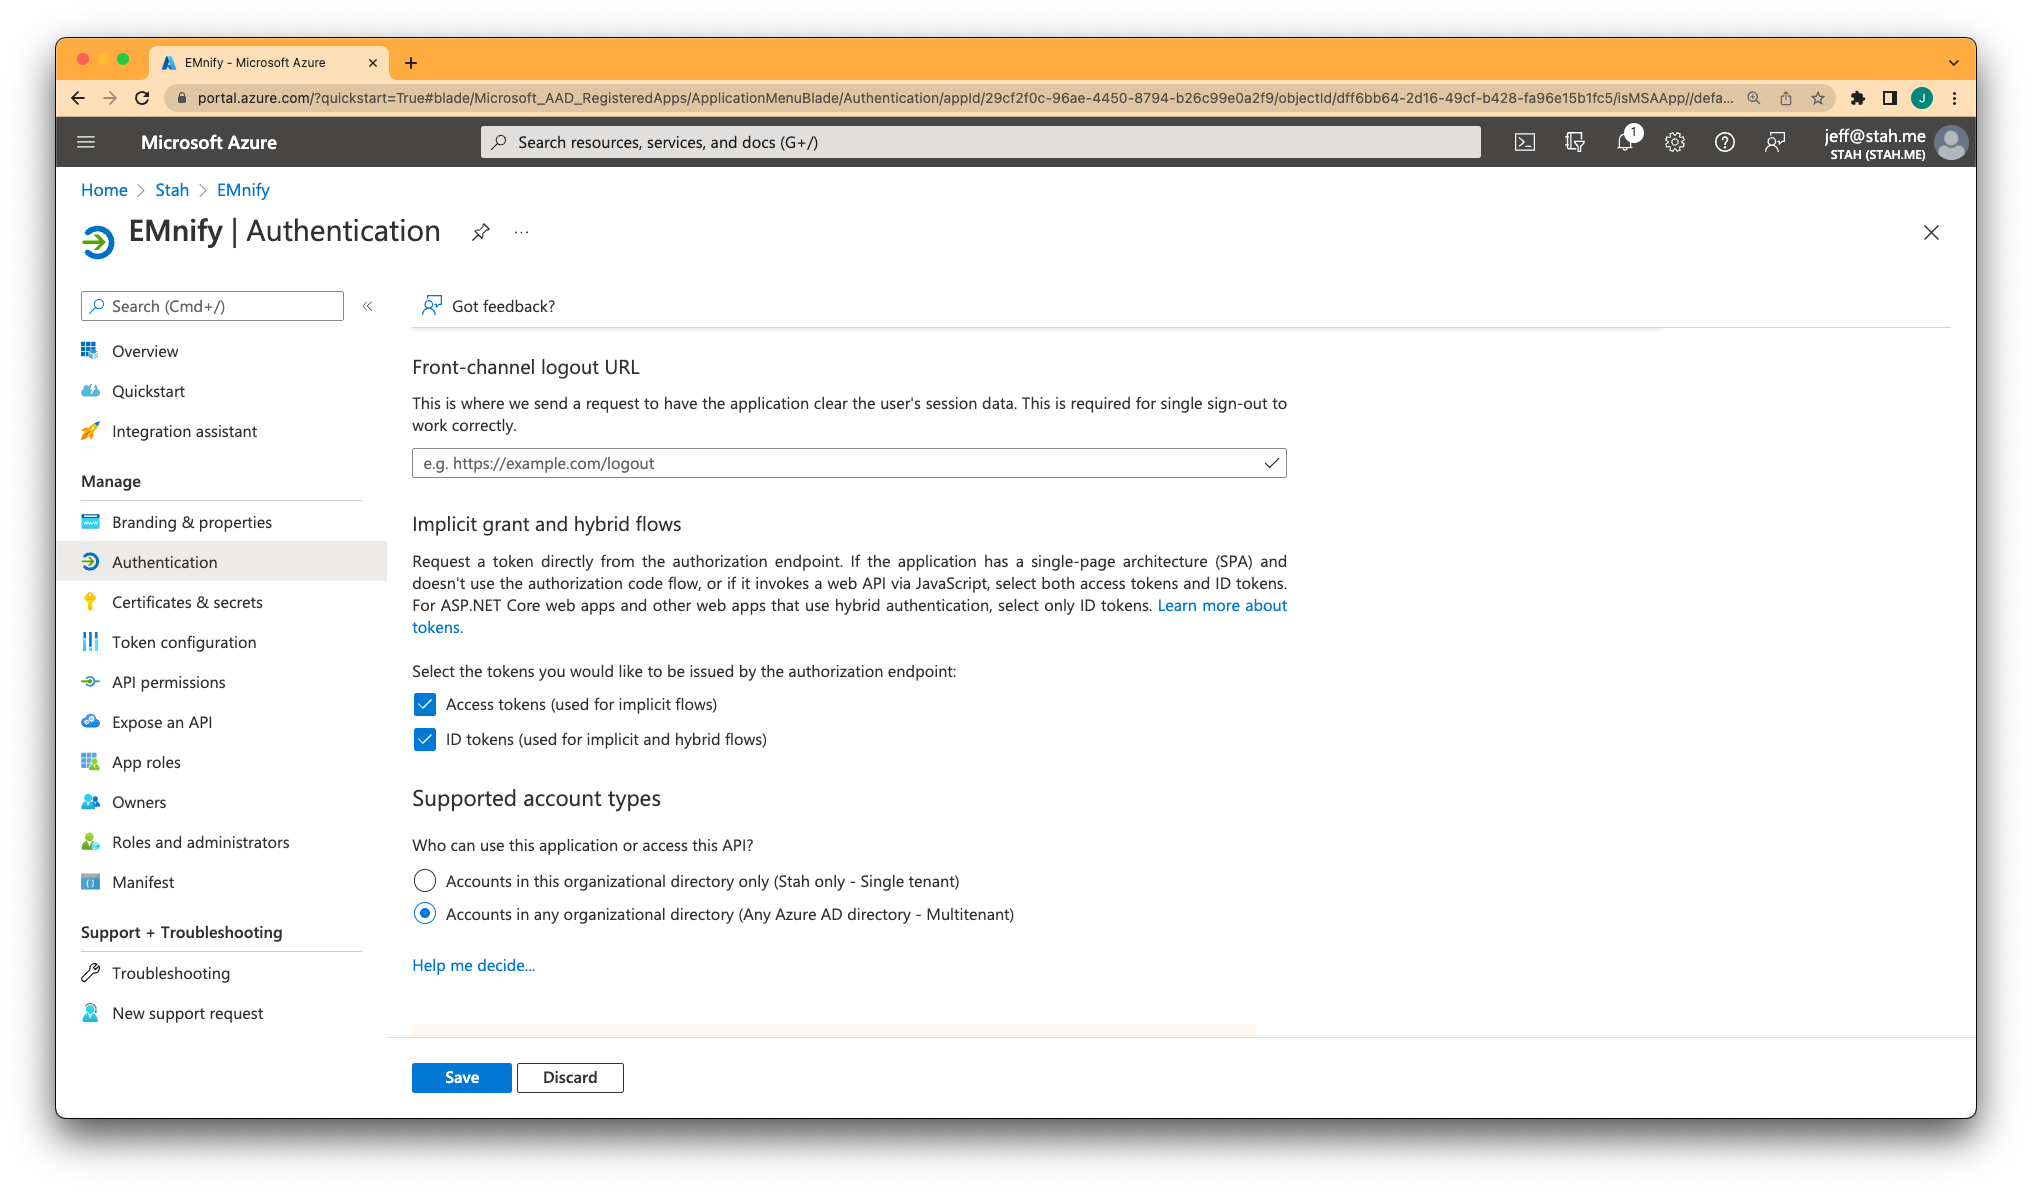 EMnify - Microsoft Azure
portal.azure.com/?quickstart=True#blade/Microsoft_AAD_RegisteredApps/ApplicationMenuBlade/Authentication/appId/29cf2f0c-96ae-4450-8794-b26c99e0a2f9/objectId/dff6bb64-2d16-49cf-b428-fa96e15b1fc5/isMSAApp//defa...
J
Microsoft Azure
Search resources, services, and docs (G+/)
1
jeff@stah.me
STAH (STAH.ME)
Home > Stah > EMnify
EMnify | Authentication
Search (Cmd+/)
«
Overview
Quickstart
Integration assistant
Manage
Branding & properties
Authentication
Certificates & secrets
Token configuration
API permissions
Expose an API
App roles
Owners
Roles and administrators
Manifest
Support + Troubleshooting
Troubleshooting
New support request
Got feedback?
Front-channel logout URL
This is where we send a request to have the application clear the user's session data. This is required for single sign-out to
work correctly.
e.g. https://example.com/logout
Implicit grant and hybrid flows
Request a token directly from the authorization endpoint. If the application has a single-page architecture (SPA) and
doesn't use the authorization code flow, or if it invokes a web API via JavaScript, select both access tokens and ID tokens.
For ASP.NET Core web apps and other web apps that use hybrid authentication, select only ID tokens. Learn more about
tokens.
Select the tokens you would like to be issued by the authorization endpoint:
Access tokens (used for implicit flows)
ID tokens (used for implicit and hybrid flows)
Supported account types
Who can use this application or access this API?
Accounts in this organizational directory only (Stah only - Single tenant)
Accounts in any organizational directory (Any Azure AD directory - Multitenant)
Help me decide...
Save
Discard